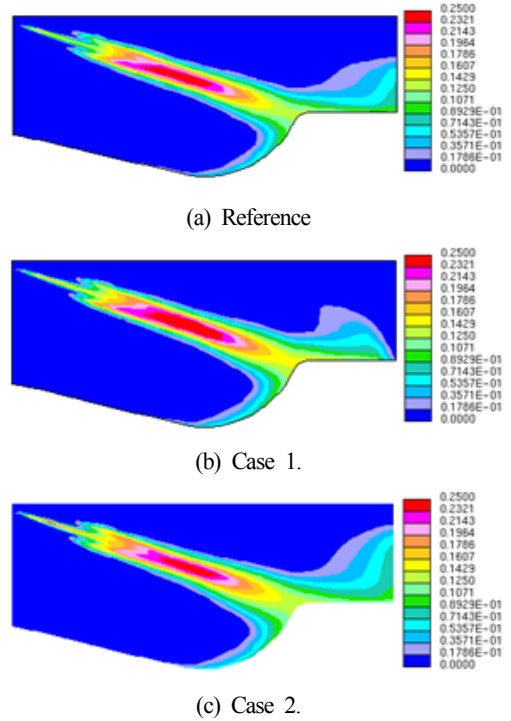 0.2500
0.2321
0.2143
0.1964
0.1786
0.1607
0.1429
0.1250
0.1071
0.8929E-01
0.7143E-01
0.5357E-01
0.3571E-01
0.1786E-01
0.0000
(a) Reference
0.2500
0.2321
0.2143
0.1964
0.1786
0.1607
0.1429
0.1250
0.1071
0.8929E-01
0.7143E-01
0.5357E-01
0.3571E-01
0.1786E-01
0.0000
(b) Case 1.
0.2500
0.2321
0.2143
0.1964
0.1786
0.1607
0.1429
0.1250
0.1071
0.8929E-01
0.7143E-01
0.5357E-01
0.3571E-01
0.1786E-01
0.0000
(c) Case 2.